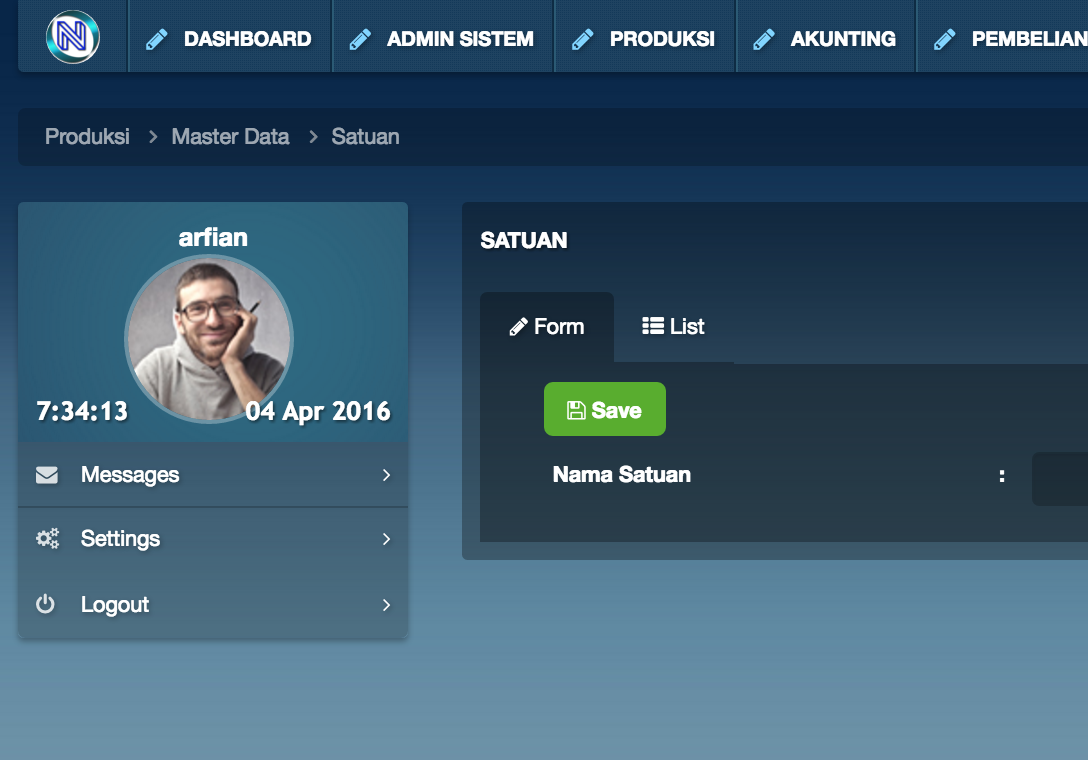 N DASHBOARD ADMIN SISTEM PRODUKSI AKUNTING PEMBELIAN
Produksi > Master Data > Satuan
arfian
7:34:13 04 Apr 2016
Messages
Settings
Logout
SATUAN
Form List
Save
Nama Satuan :